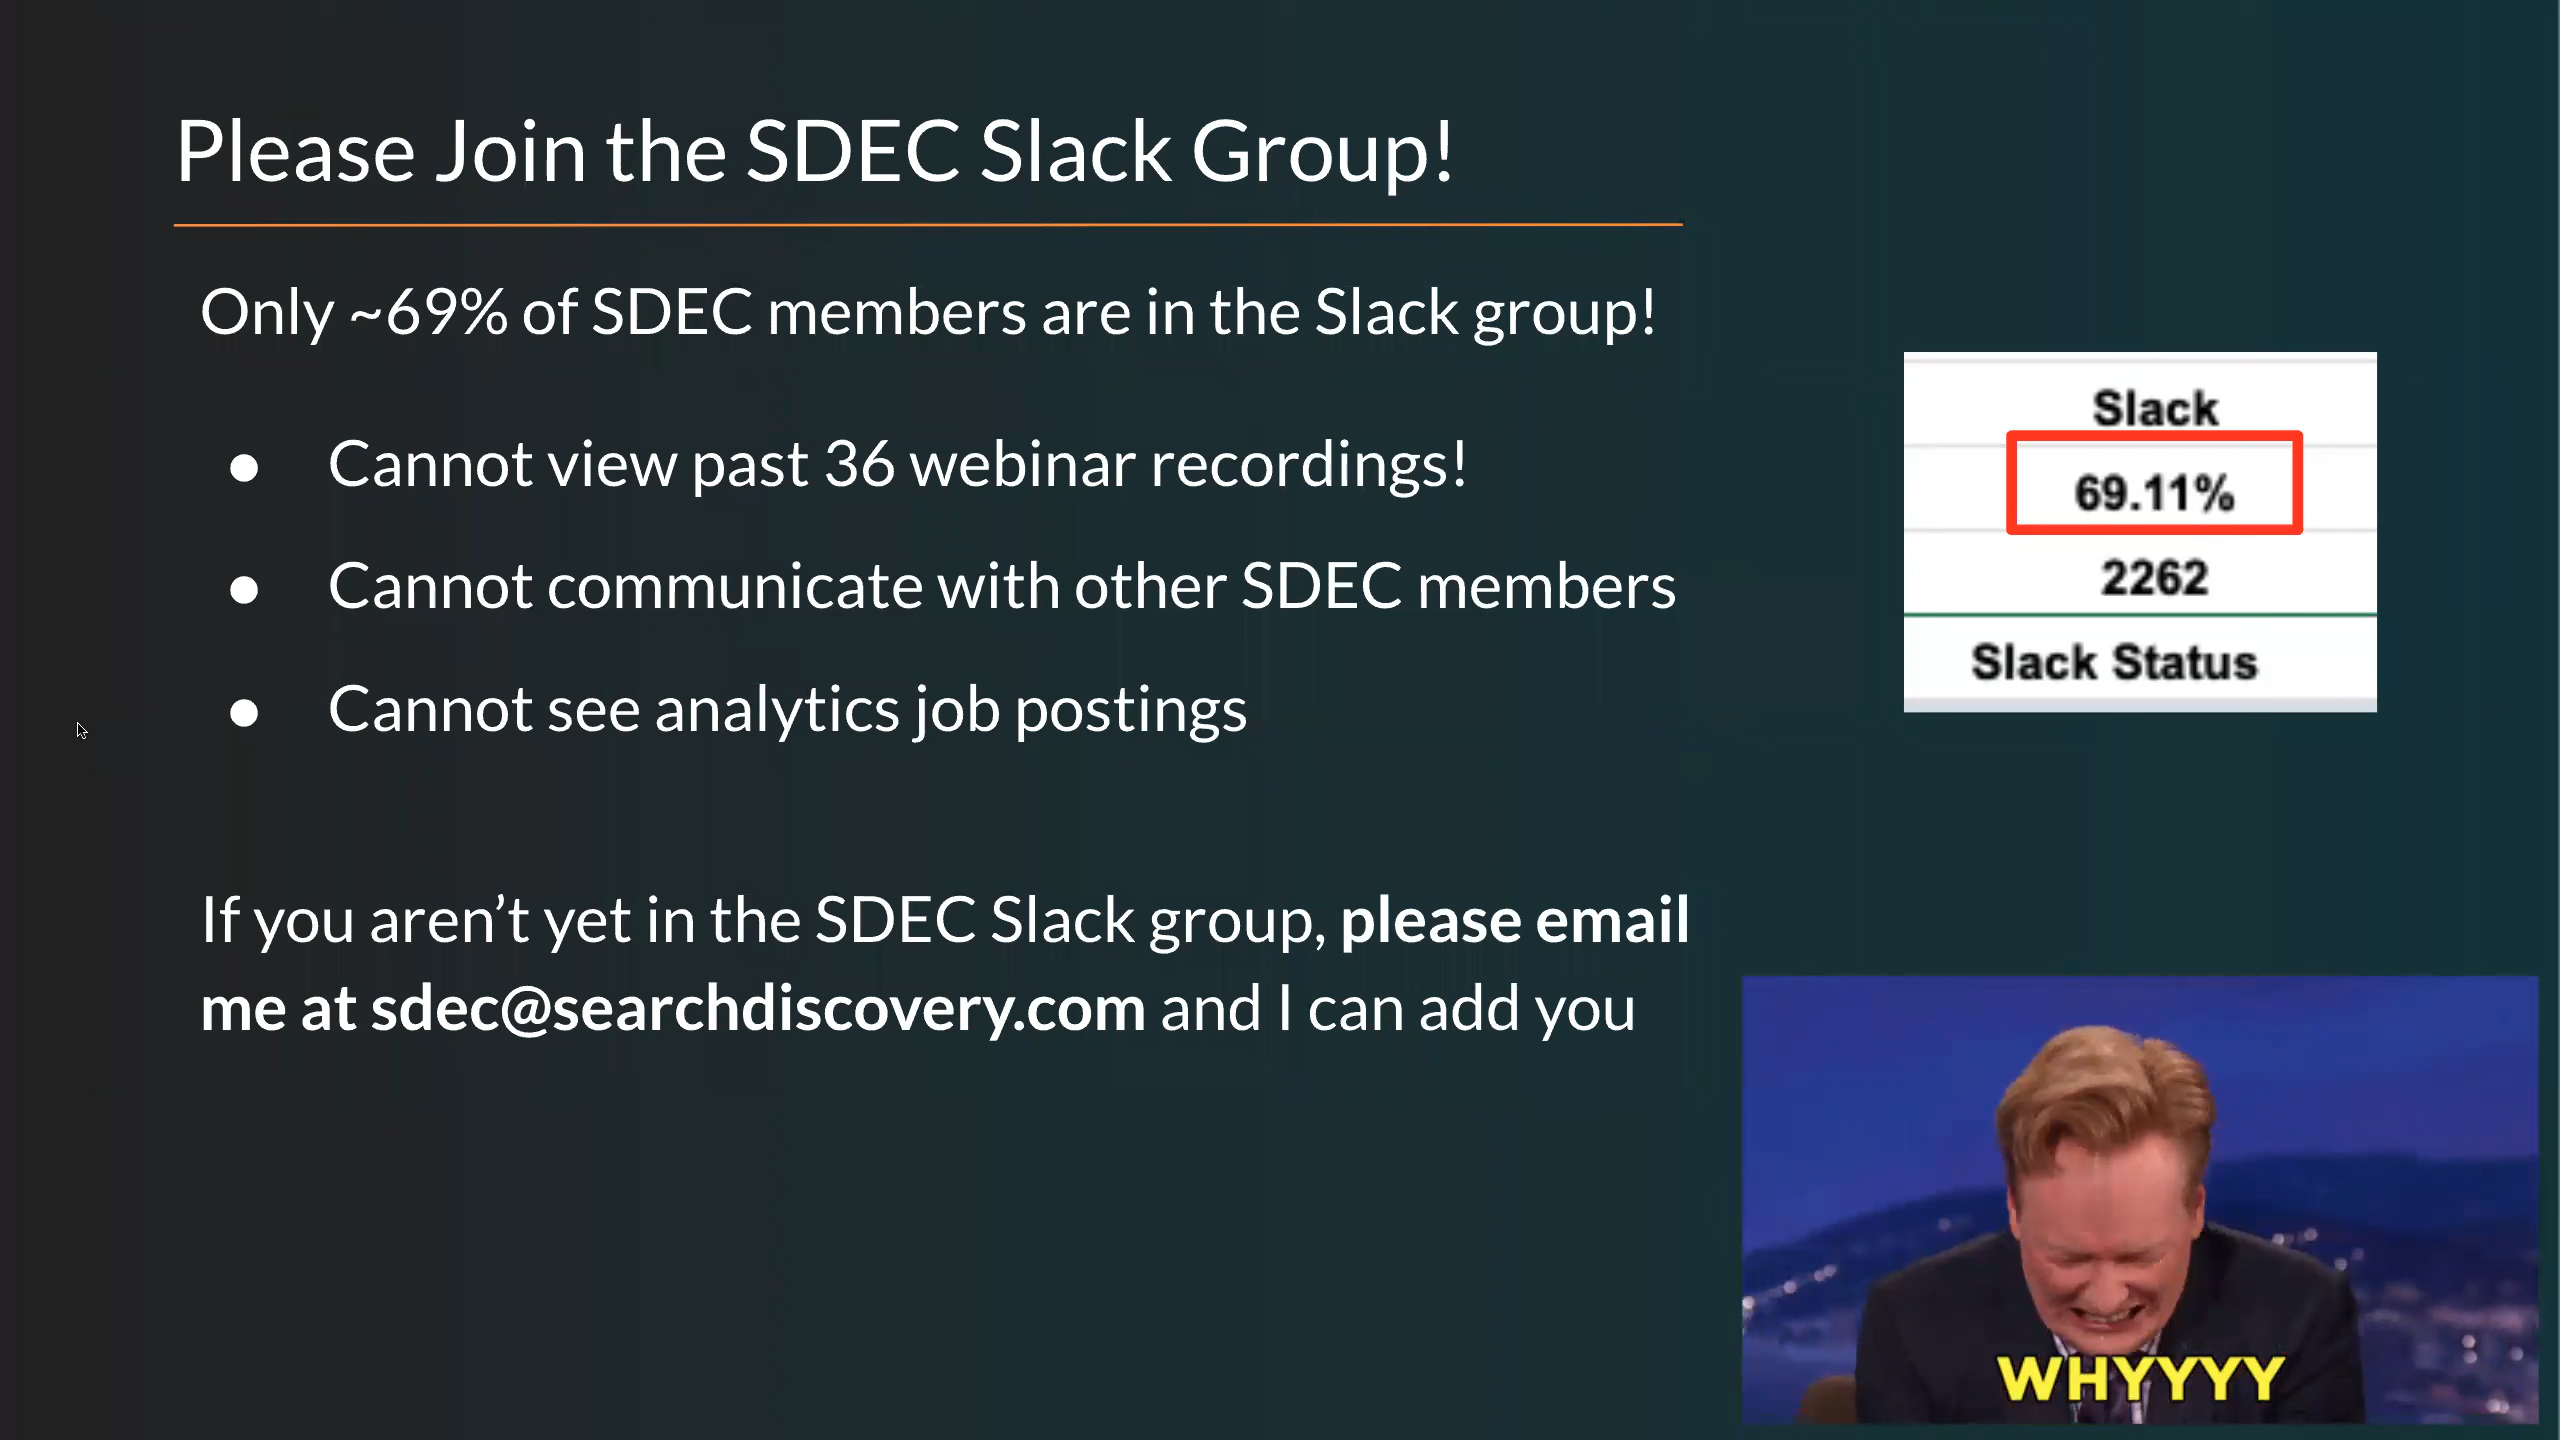 Please Join the SDEC Slack Group!
Only ~69% of SDEC members are in the Slack group!
● Cannot view past 36 webinar recordings!
● Cannot communicate with other SDEC members
● Cannot see analytics job postings
If you aren’t yet in the SDEC Slack group, please email
me at sdec@searchdiscovery.com and I can add you
Slack
69.11%
2262
Slack Status
WHYYYY